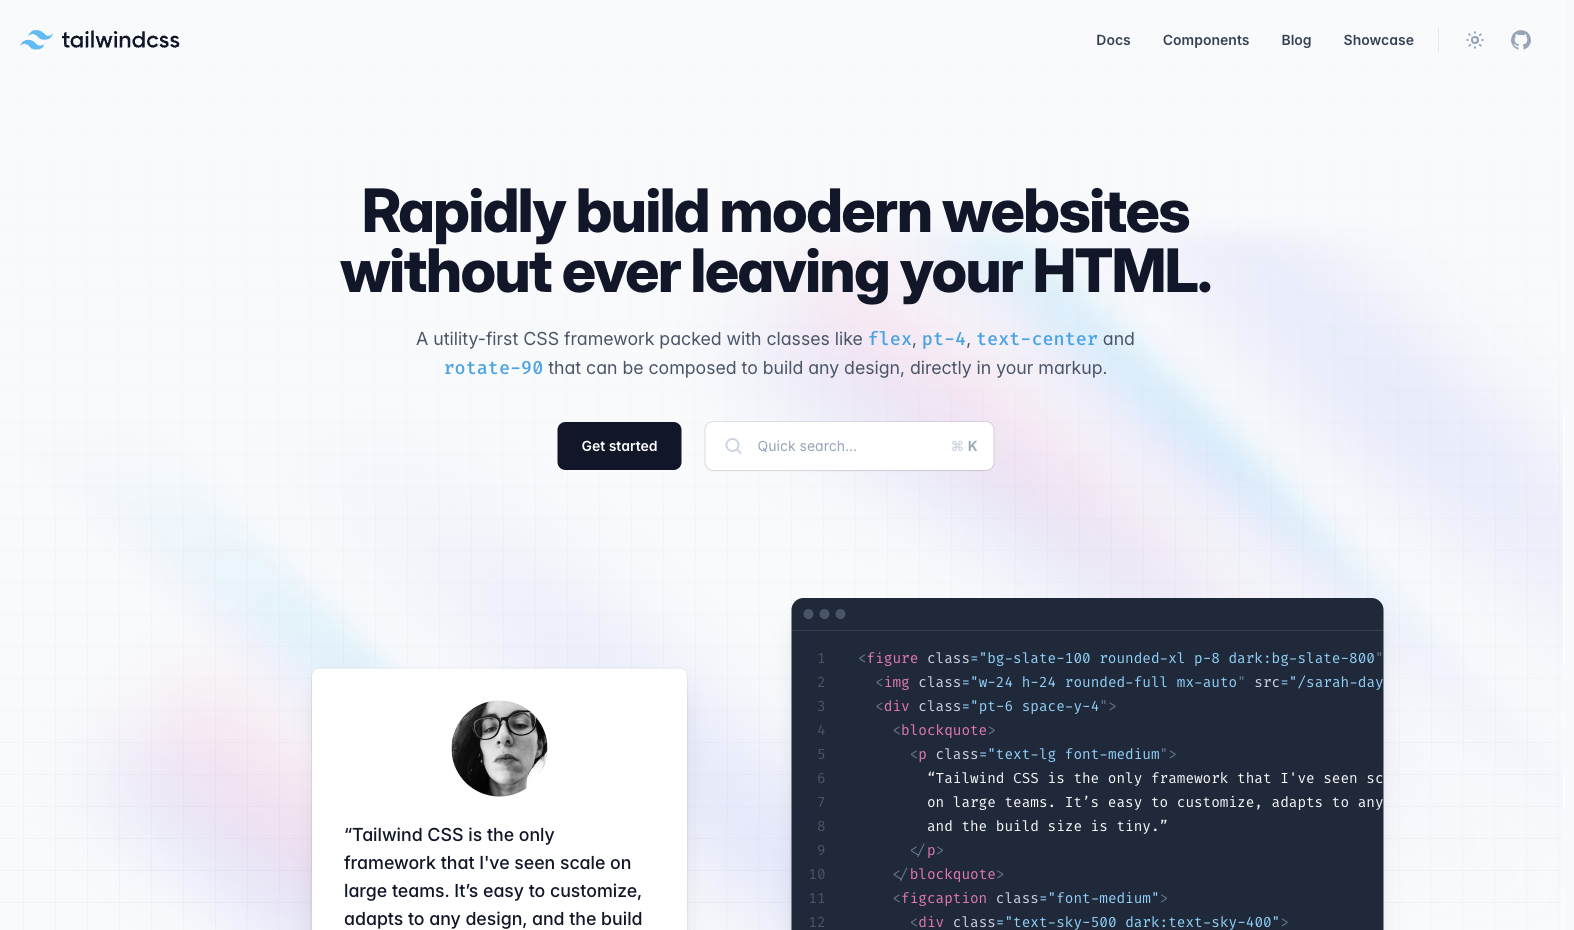 tailwindcss
Docs Components Blog Showcase
Rapidly build modern websites
without ever leaving your HTML.
A utility-first CSS framework packed with classes like flex, pt-4, text-center and
rotate-90 that can be composed to build any design, directly in your markup.
Get started
Quick search... ⌘ K
“Tailwind CSS is the only
framework that I've seen scale on
large teams. It’s easy to customize,
adapts to any design, and the build
1 <figure class="bg-slate-100 rounded-xl p-8 dark:bg-slate-800"
2 <img class="w-24 h-24 rounded-full mx-auto" src="/sarah-day
3 <div class="pt-6 space-y-4">
4 <blockquote>
5 <p class="text-lg font-medium">
6 “Tailwind CSS is the only framework that I've seen sc
7 on large teams. It’s easy to customize, adapts to any
8 and the build size is tiny.”
9 </p>
10 </blockquote>
11 <figcaption class="font-medium">
12 <div class="text-sky-500 dark:text-sky-400">